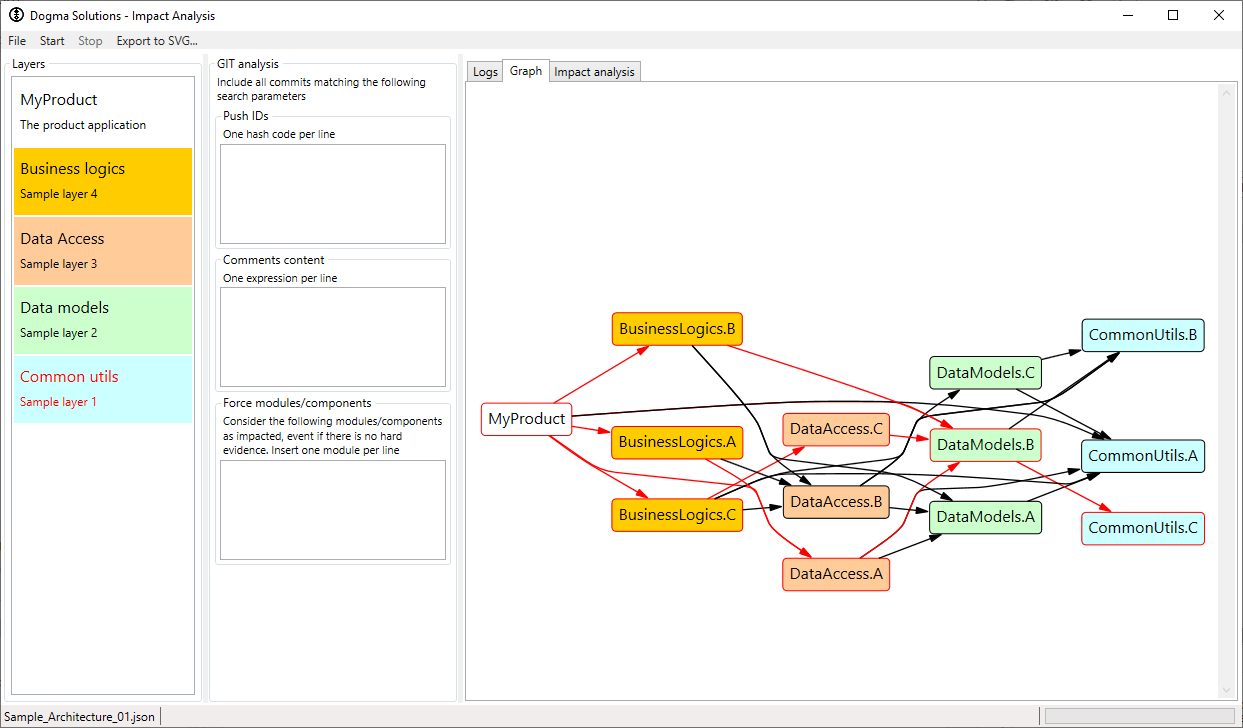 Dogma Solutions - Impact Analysis
File Start Stop Export to SVG...
Layers
MyProduct
The product application
Business logics
Sample layer 4
Data Access
Sample layer 3
Data models
Sample layer 2
Common utils
Sample layer 1
GIT analysis
Include all commits matching the following
search parameters
Push IDs
One hash code per line
Comments content
One expression per line
Force modules/components
Consider the following modules/components
as impacted, event if there is no hard
evidence. Insert one module per line
Logs Graph Impact analysis
MyProduct
BusinessLogics.B
BusinessLogics.A
BusinessLogics.C
DataAccess.C
DataAccess.B
DataAccess.A
DataModels.C
DataModels.B
DataModels.A
CommonUtils.B
CommonUtils.A
CommonUtils.C
Sample_Architecture_01.json